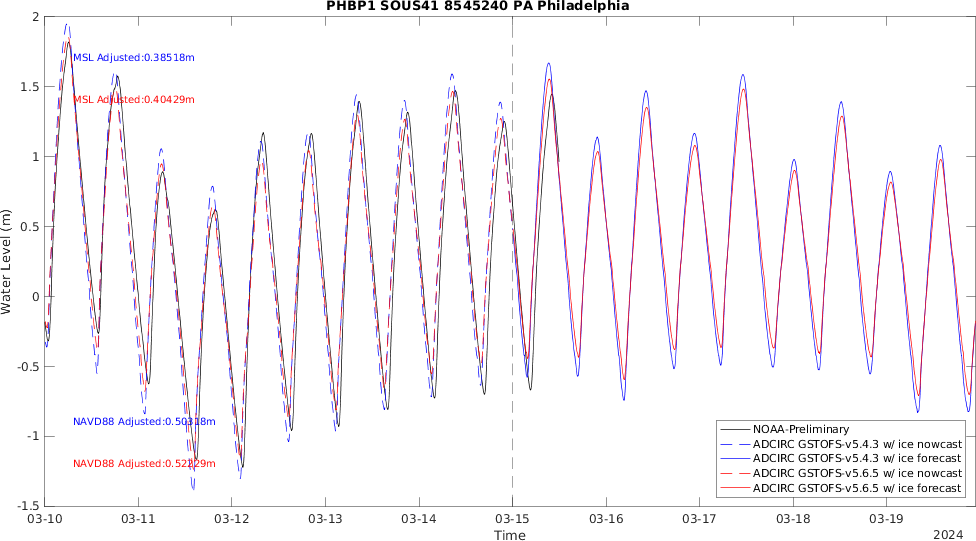 PHBP1 SOUS41 8545240 PA Philadelphia
2
1.5
1
0.5
0
-0.5
-1
-1.5
Water Level (m)
MSL Adjusted:0.38518m
MSL Adjusted:0.40429m
NAVD88 Adjusted:0.50318m
NAVD88 Adjusted:0.52229m
NOAA-Preliminary
ADCIRC GSTOFS-v5.4.3 w/ ice nowcast
ADCIRC GSTOFS-v5.4.3 w/ ice forecast
ADCIRC GSTOFS-v5.6.5 w/ ice nowcast
ADCIRC GSTOFS-v5.6.5 w/ ice forecast
03-10 03-11 03-12 03-13 03-14 03-15 03-16 03-17 03-18 03-19
Time
2024